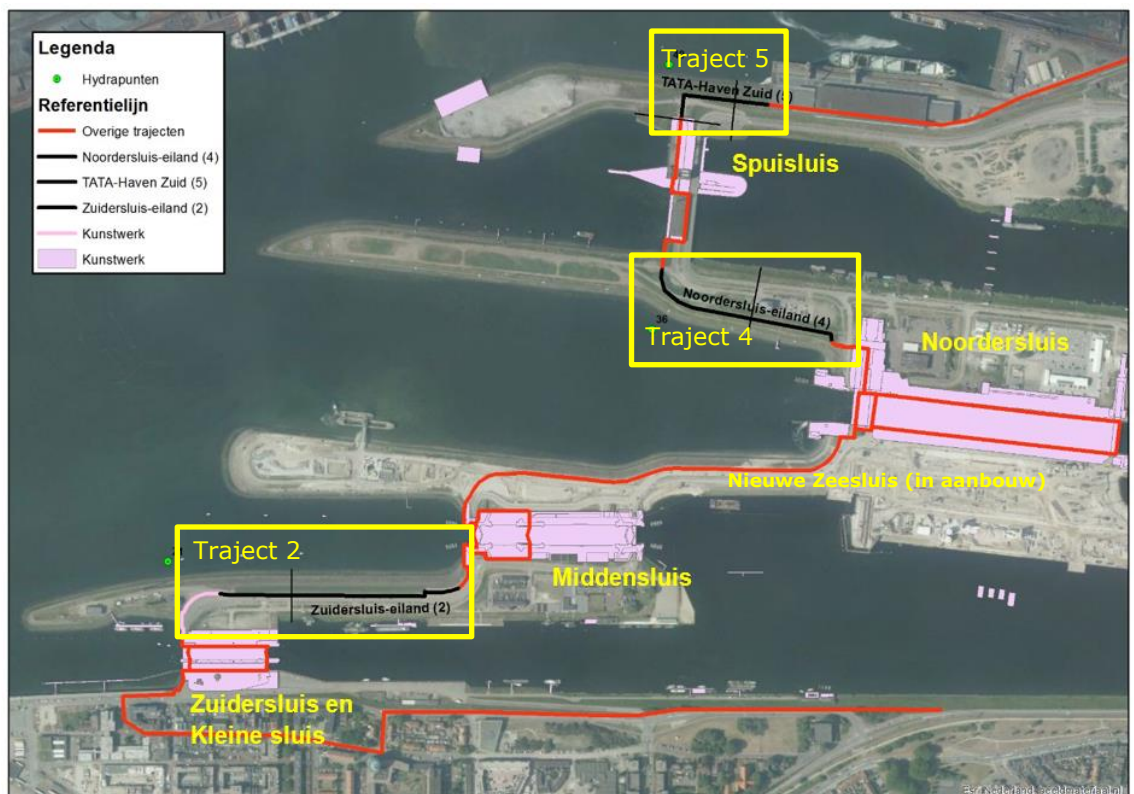 Legenda
Hydrapunten
Referentielijn
Overige trajecten
Noordersluis-eiland (4)
TATA-Haven Zuid (5)
Zuidersluis-eiland (2)
Kunstwerk
Kunstwerk
Traject 5
TATA-Haven Zuid (5)
Spuisluis
Noordersluis-eiland (4)
36
Traject 4
Noordersluis
Nieuwe Zeesluis (in aanbouw)
Traject 2
Middensluis
Zuidersluis-eiland (2)
Zuidersluis en
Kleine sluis